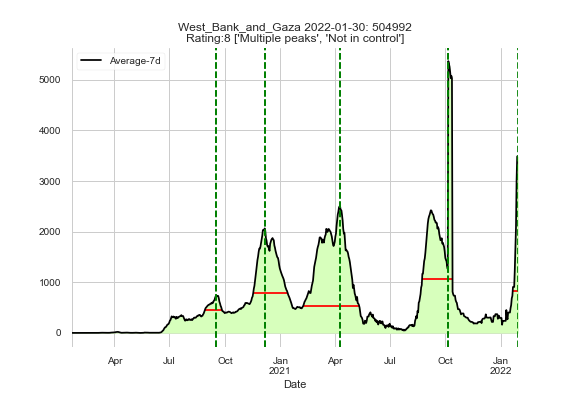 West_Bank_and_Gaza 2022-01-30: 504992
Rating:8 ['Multiple peaks', 'Not in control']
Average-7d
5000
4000
3000
2000
1000
0
Apr Jul Oct Jan Apr Jul Oct Jan
2021 2022
Date